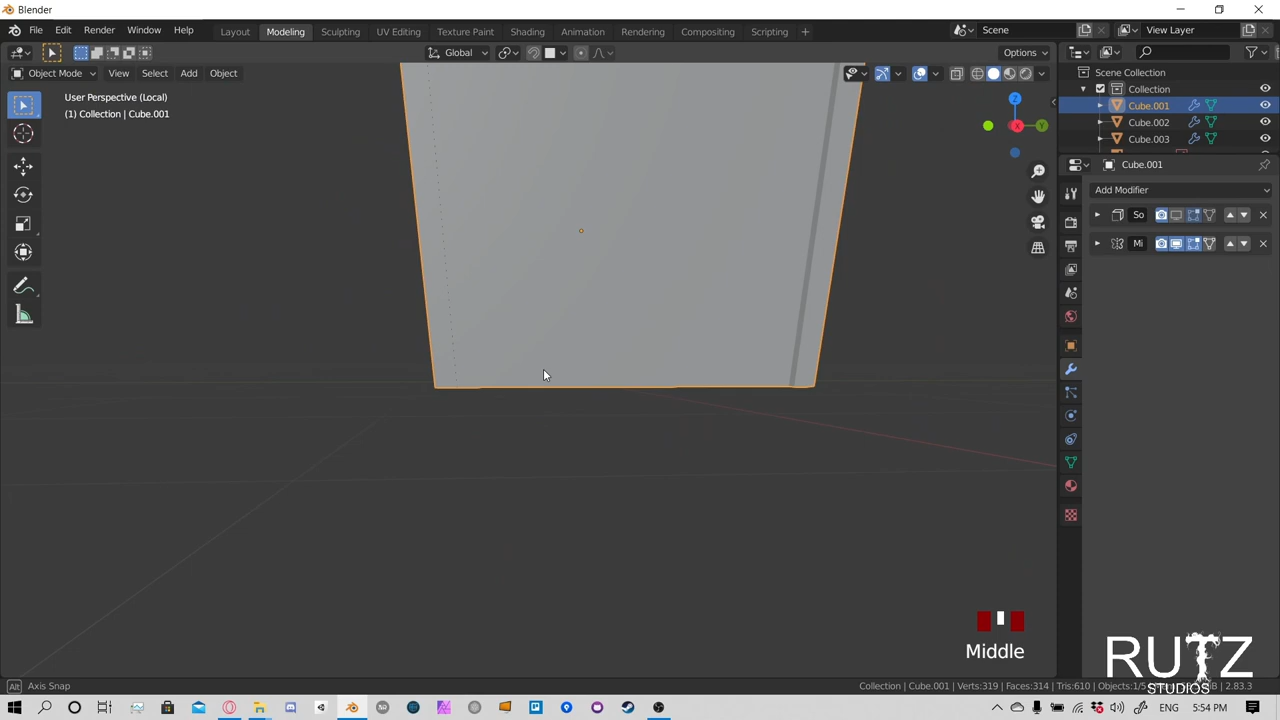 Blender
File Edit Render Window Help
Layout Modeling Sculpting UV Editing Texture Paint Shading Animation Rendering Compositing Scripting +
Scene
View Layer
Global
Options
Object Mode View Select Add Object
User Perspective (Local)
(1) Collection | Cube.001
Z
X
Y
Scene Collection
Collection
Cube.001
Cube.002
Cube.003
Cube.001
Add Modifier
So
Mi
Middle
RUTZ
STUDIOS
Alt Axis Snap
Collection | Cube.001 | Verts:319 | Faces:314 | Tris:610 | Objects:1/5
| 2.83.3
ENG 5:54 PM